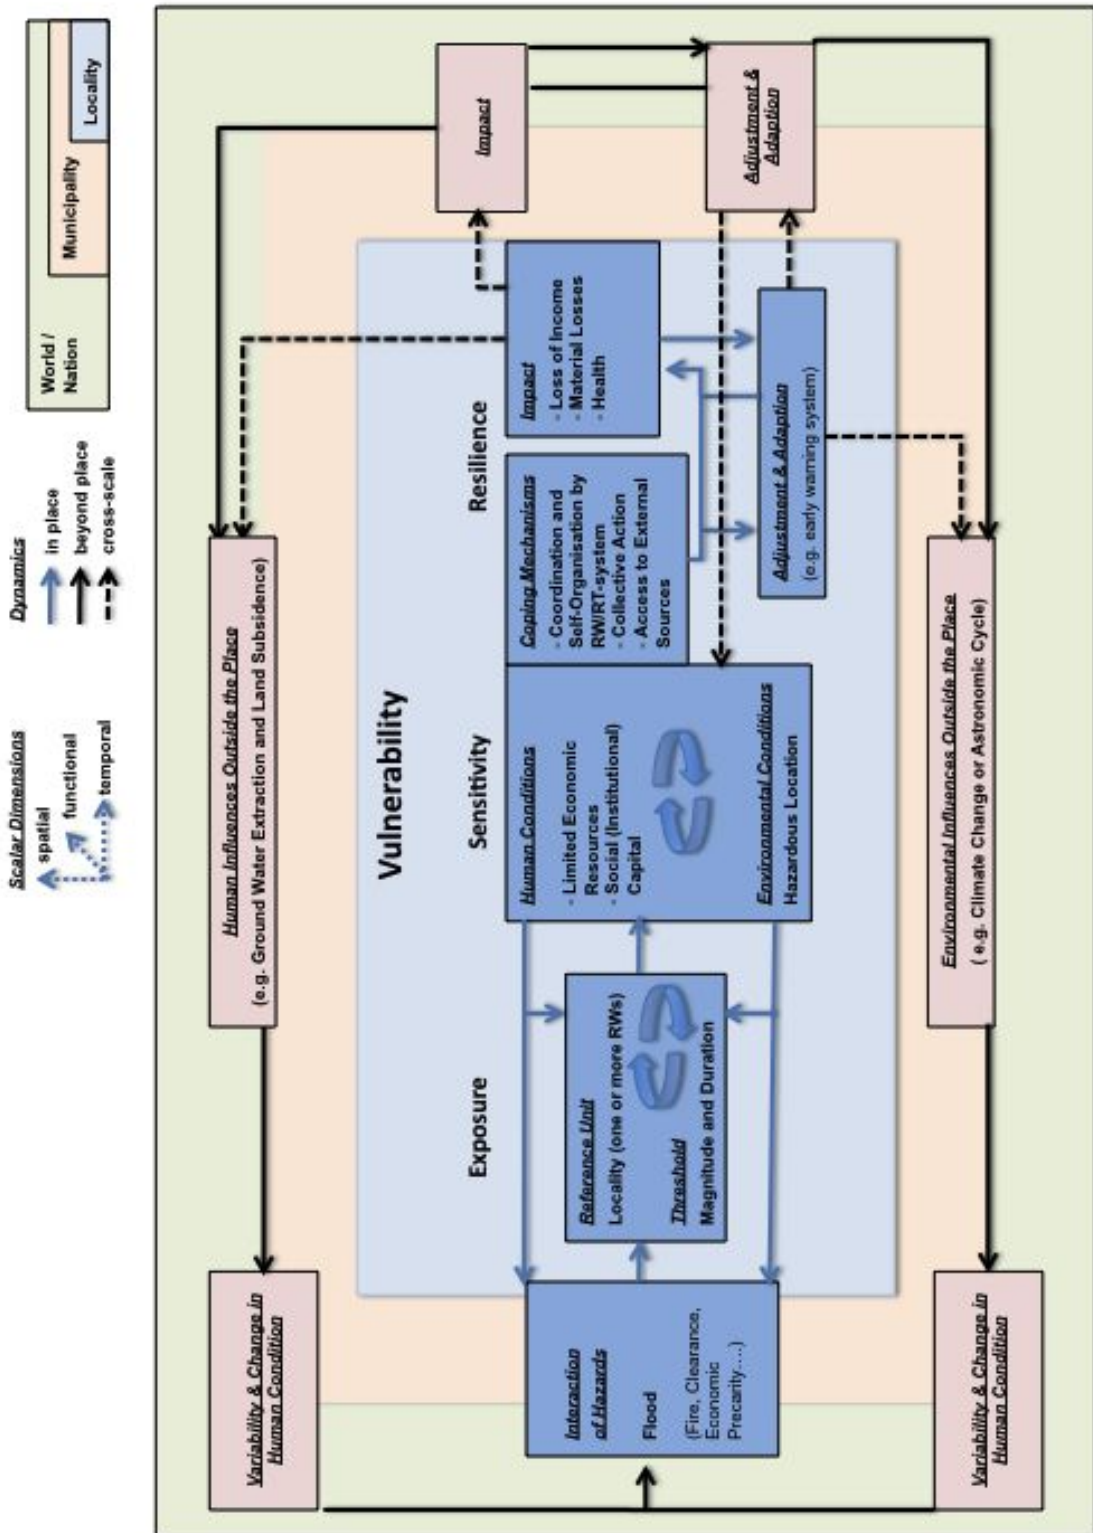 Scalar Dimensions
spatial
functional
temporal
Dynamics
in place
beyond place
cross-scale
World /
Nation
Municipality
Locality
Variability & Change in
Human Condition
Human Influences Outside the Place
(e.g. Ground Water Extraction and Land Subsidence)
Vulnerability
Exposure
Sensitivity
Resilience
Interaction
of Hazards
Flood
(Fire, Clearance,
Economic
Precarity....)
Reference Unit
Locality (one or more RWs)
Threshold
Magnitude and Duration
Human Conditions
- Limited Economic
Resources
- Social (Institutional)
Capital
Environmental Conditions
Hazardous Location
Coping Mechanisms
- Coordination and
Self-Organisation by
RW/RT-system
- Collective Action
- Access to External
Sources
Impact
- Loss of Income
- Material Losses
- Health
Adjustment & Adaption
(e.g. early warning system)
Impact
Adjustment &
Adaption
Variability & Change in
Human Condition
Environmental Influences Outside the Place
( e.g. Climate Change or Astronomic Cycle)